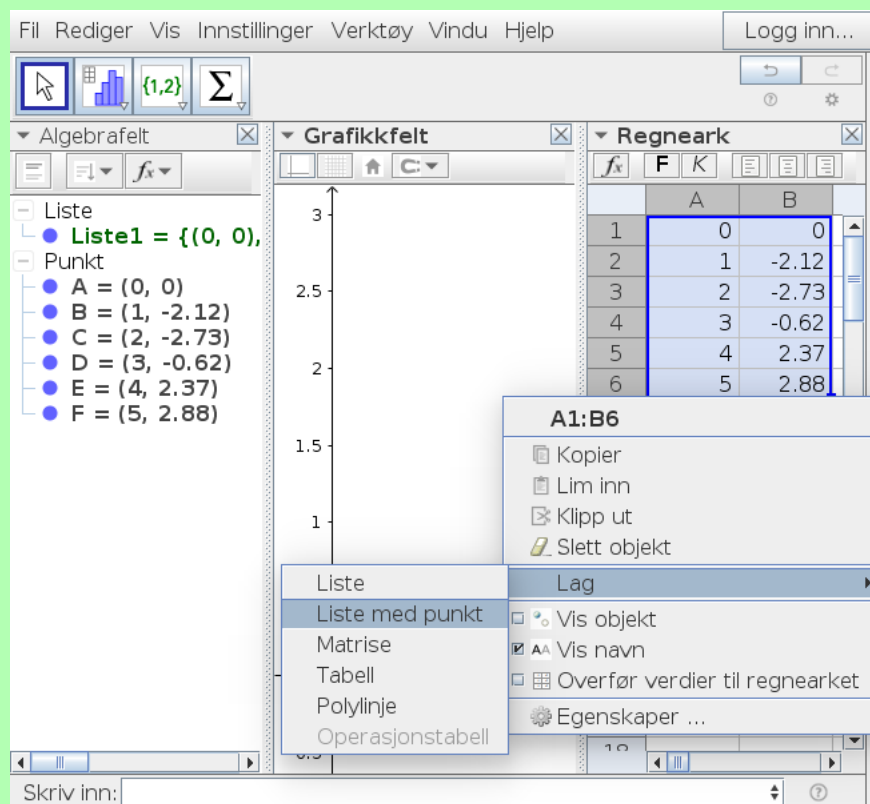 Fil Rediger Vis Innstillinger Verktøy Vindu Hjelp Logg inn...
{1,2} Σ
Algebrafelt
Liste
Liste1 = {(0, 0),
Punkt
A = (0, 0)
B = (1, -2.12)
C = (2, -2.73)
D = (3, -0.62)
E = (4, 2.37)
F = (5, 2.88)
Grafikkfelt
3
2.5
2
1.5
1
Regneark
fx F K
A B
1 0 0
2 1 -2.12
3 2 -2.73
4 3 -0.62
5 4 2.37
6 5 2.88
A1:B6
Kopier
Lim inn
Klipp ut
Slett objekt
Lag
Vis objekt
AA Vis navn
Overfør verdier til regnearket
Egenskaper ...
Liste
Liste med punkt
Matrise
Tabell
Polylinje
Operasjonstabell
Skriv inn: